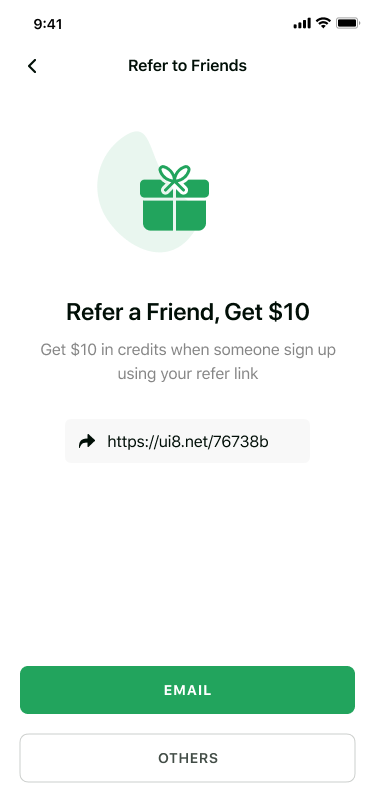 9:41
Refer to Friends
Refer a Friend, Get $10
Get $10 in credits when someone sign up
using your refer link
https://ui8.net/76738b
EMAIL
OTHERS